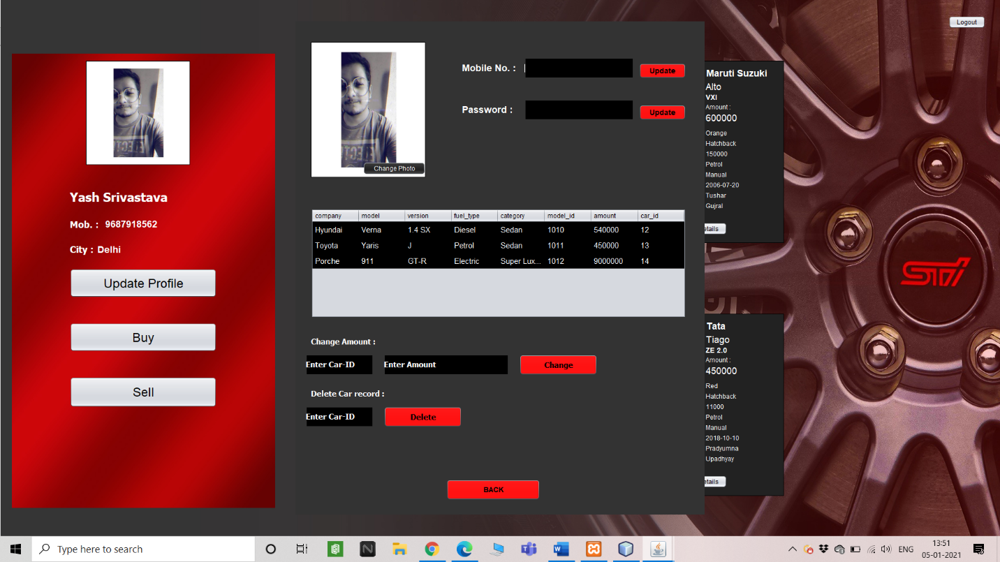 Logout
Yash Srivastava
Mob. : 9687918562
City : Delhi
Update Profile
Buy
Sell
Change Photo
Mobile No. :
Update
Password :
Update
company model version fuel_type category model_id amount car_id
Hyundai Verna 1.4 SX Diesel Sedan 1010 540000 12
Toyota Yaris J Petrol Sedan 1011 450000 13
Porche 911 GT-R Electric Super Lux... 1012 9000000 14
Change Amount :
Enter Car-ID Enter Amount Change
Delete Car record :
Enter Car-ID Delete
BACK
Maruti Suzuki
Alto
VXI
Amount :
600000
Orange
Hatchback
150000
Petrol
Manual
2006-07-20
Tushar
Gujral
etails
Tata
Tiago
ZE 2.0
Amount :
450000
Red
Hatchback
11000
Petrol
Manual
2018-10-10
Pradyumna
Upadhyay
etails
STI
Type here to search
ENG
13:51
05-01-2021